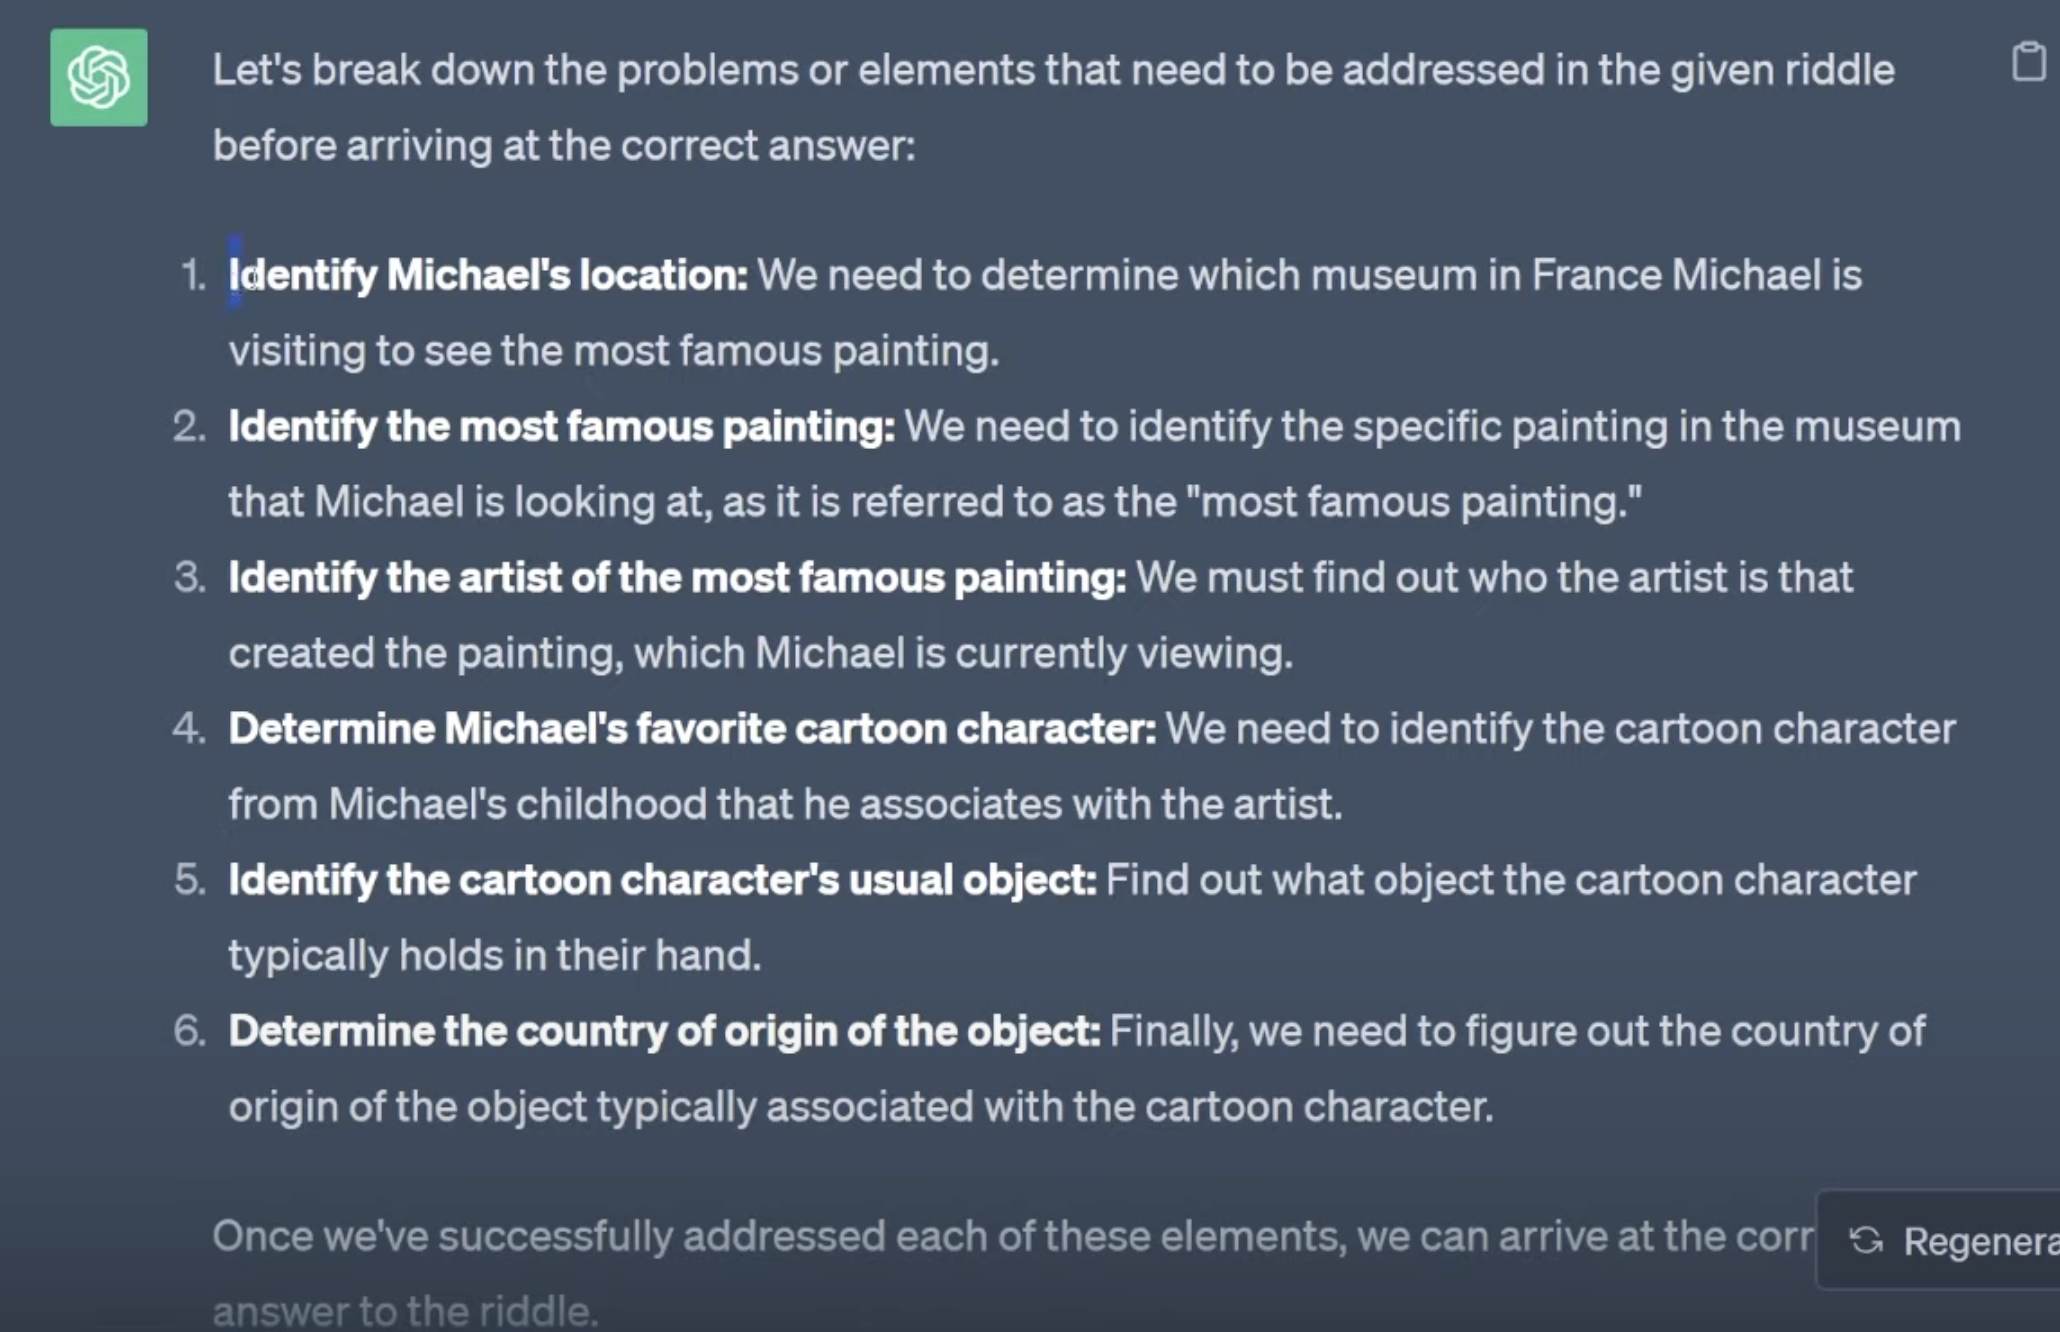 Let's break down the problems or elements that need to be addressed in the given riddle
before arriving at the correct answer:
1. Identify Michael's location: We need to determine which museum in France Michael is
visiting to see the most famous painting.
2. Identify the most famous painting: We need to identify the specific painting in the museum
that Michael is looking at, as it is referred to as the "most famous painting."
3. Identify the artist of the most famous painting: We must find out who the artist is that
created the painting, which Michael is currently viewing.
4. Determine Michael's favorite cartoon character: We need to identify the cartoon character
from Michael's childhood that he associates with the artist.
5. Identify the cartoon character's usual object: Find out what object the cartoon character
typically holds in their hand.
6. Determine the country of origin of the object: Finally, we need to figure out the country of
origin of the object typically associated with the cartoon character.
Once we've successfully addressed each of these elements, we can arrive at the corr
Regenera
answer to the riddle.